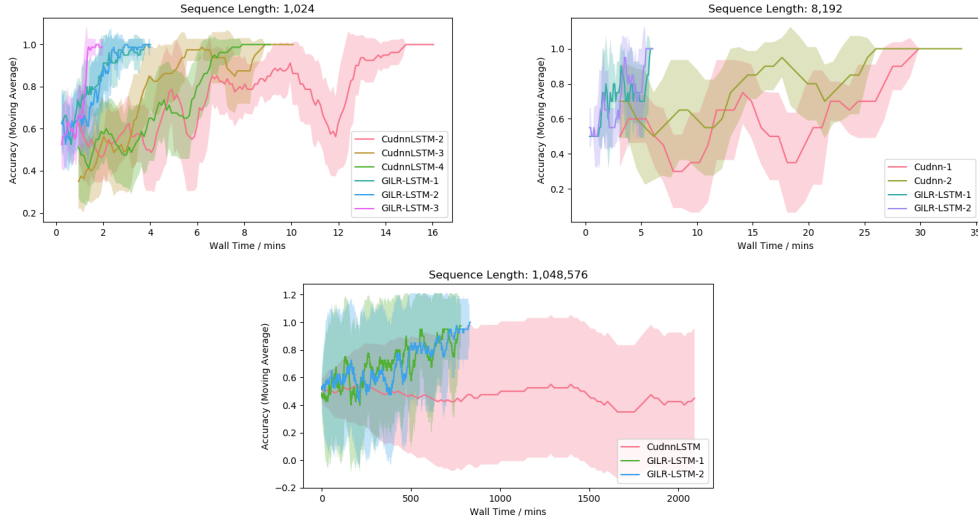 Sequence Length: 1,024
Accuracy (Moving Average)
1.0
0.8
0.6
0.4
0.2
CudnnLSTM-2
CudnnLSTM-3
CudnnLSTM-4
GILR-LSTM-1
GILR-LSTM-2
GILR-LSTM-3
0 2 4 6 8 10 12 14 16
Wall Time / mins
Sequence Length: 8,192
Accuracy (Moving Average)
1.0
0.8
0.6
0.4
0.2
Cudnn-1
Cudnn-2
GILR-LSTM-1
GILR-LSTM-2
0 5 10 15 20 25 30 35
Wall Time / mins
Sequence Length: 1,048,576
Accuracy (Moving Average)
1.2
1.0
0.8
0.6
0.4
0.2
0.0
−0.2
CudnnLSTM
GILR-LSTM-1
GILR-LSTM-2
0 500 1000 1500 2000
Wall Time / mins